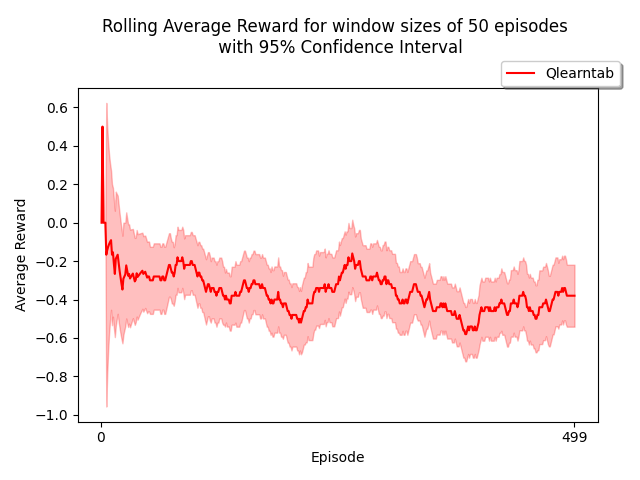 Rolling Average Reward for window sizes of 50 episodes
with 95% Confidence Interval
Qlearntab
0.6
0.4
0.2
0.0
−0.2
−0.4
−0.6
−0.8
−1.0
Average Reward
0
499
Episode